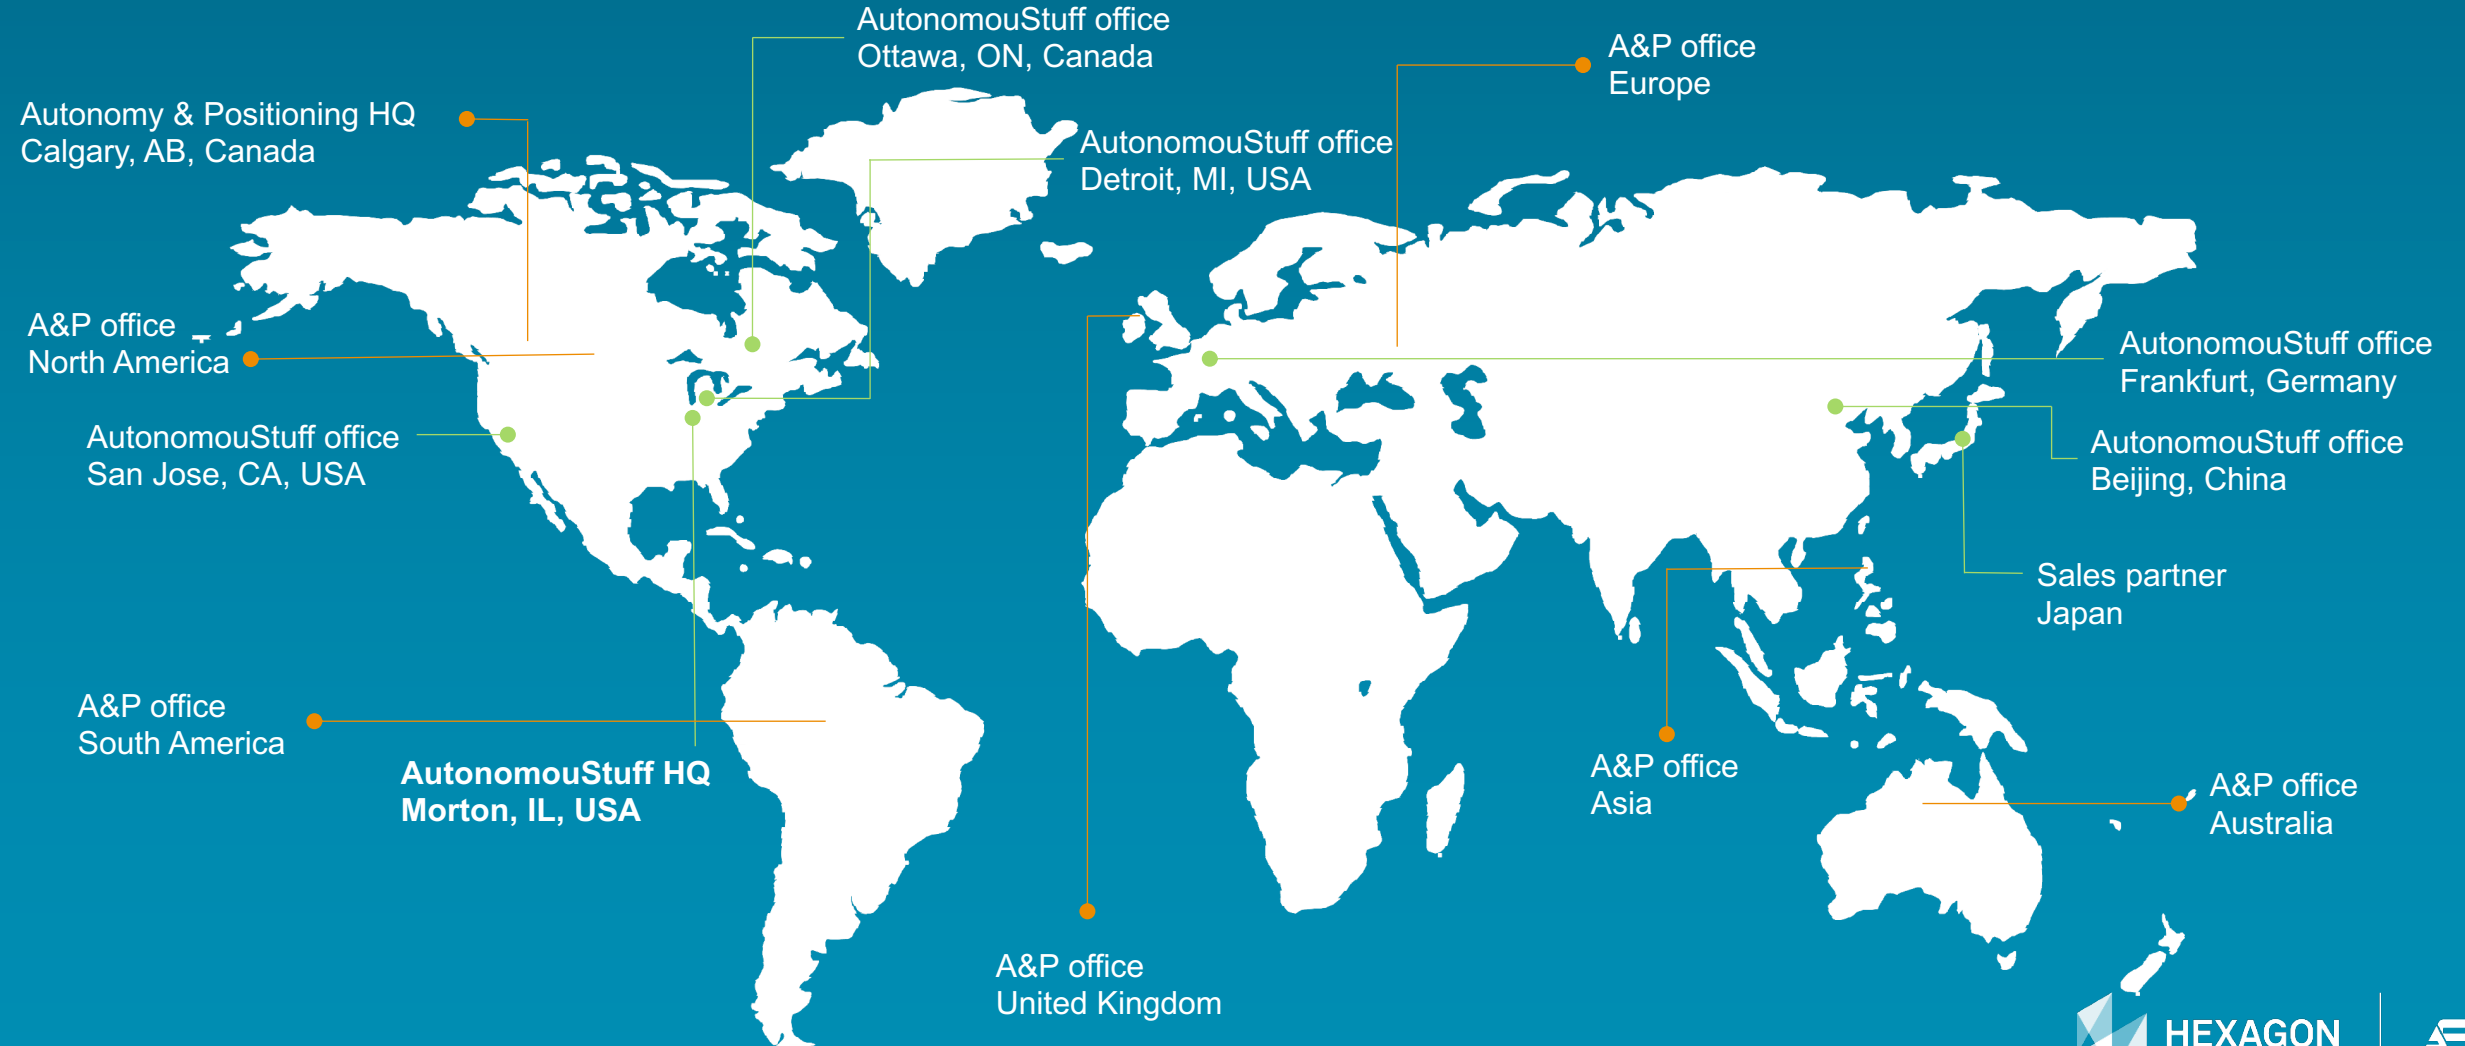 AutonomouStuff office
Ottawa, ON, Canada
A&P office
Europe
Autonomy & Positioning HQ
Calgary, AB, Canada
AutonomouStuff office
Detroit, MI, USA
A&P office
North America
AutonomouStuff office
Frankfurt, Germany
AutonomouStuff office
San Jose, CA, USA
AutonomouStuff office
Beijing, China
Sales partner
Japan
A&P office
South America
AutonomouStuff HQ
Morton, IL, USA
A&P office
Asia
A&P office
Australia
A&P office
United Kingdom
HEXAGON